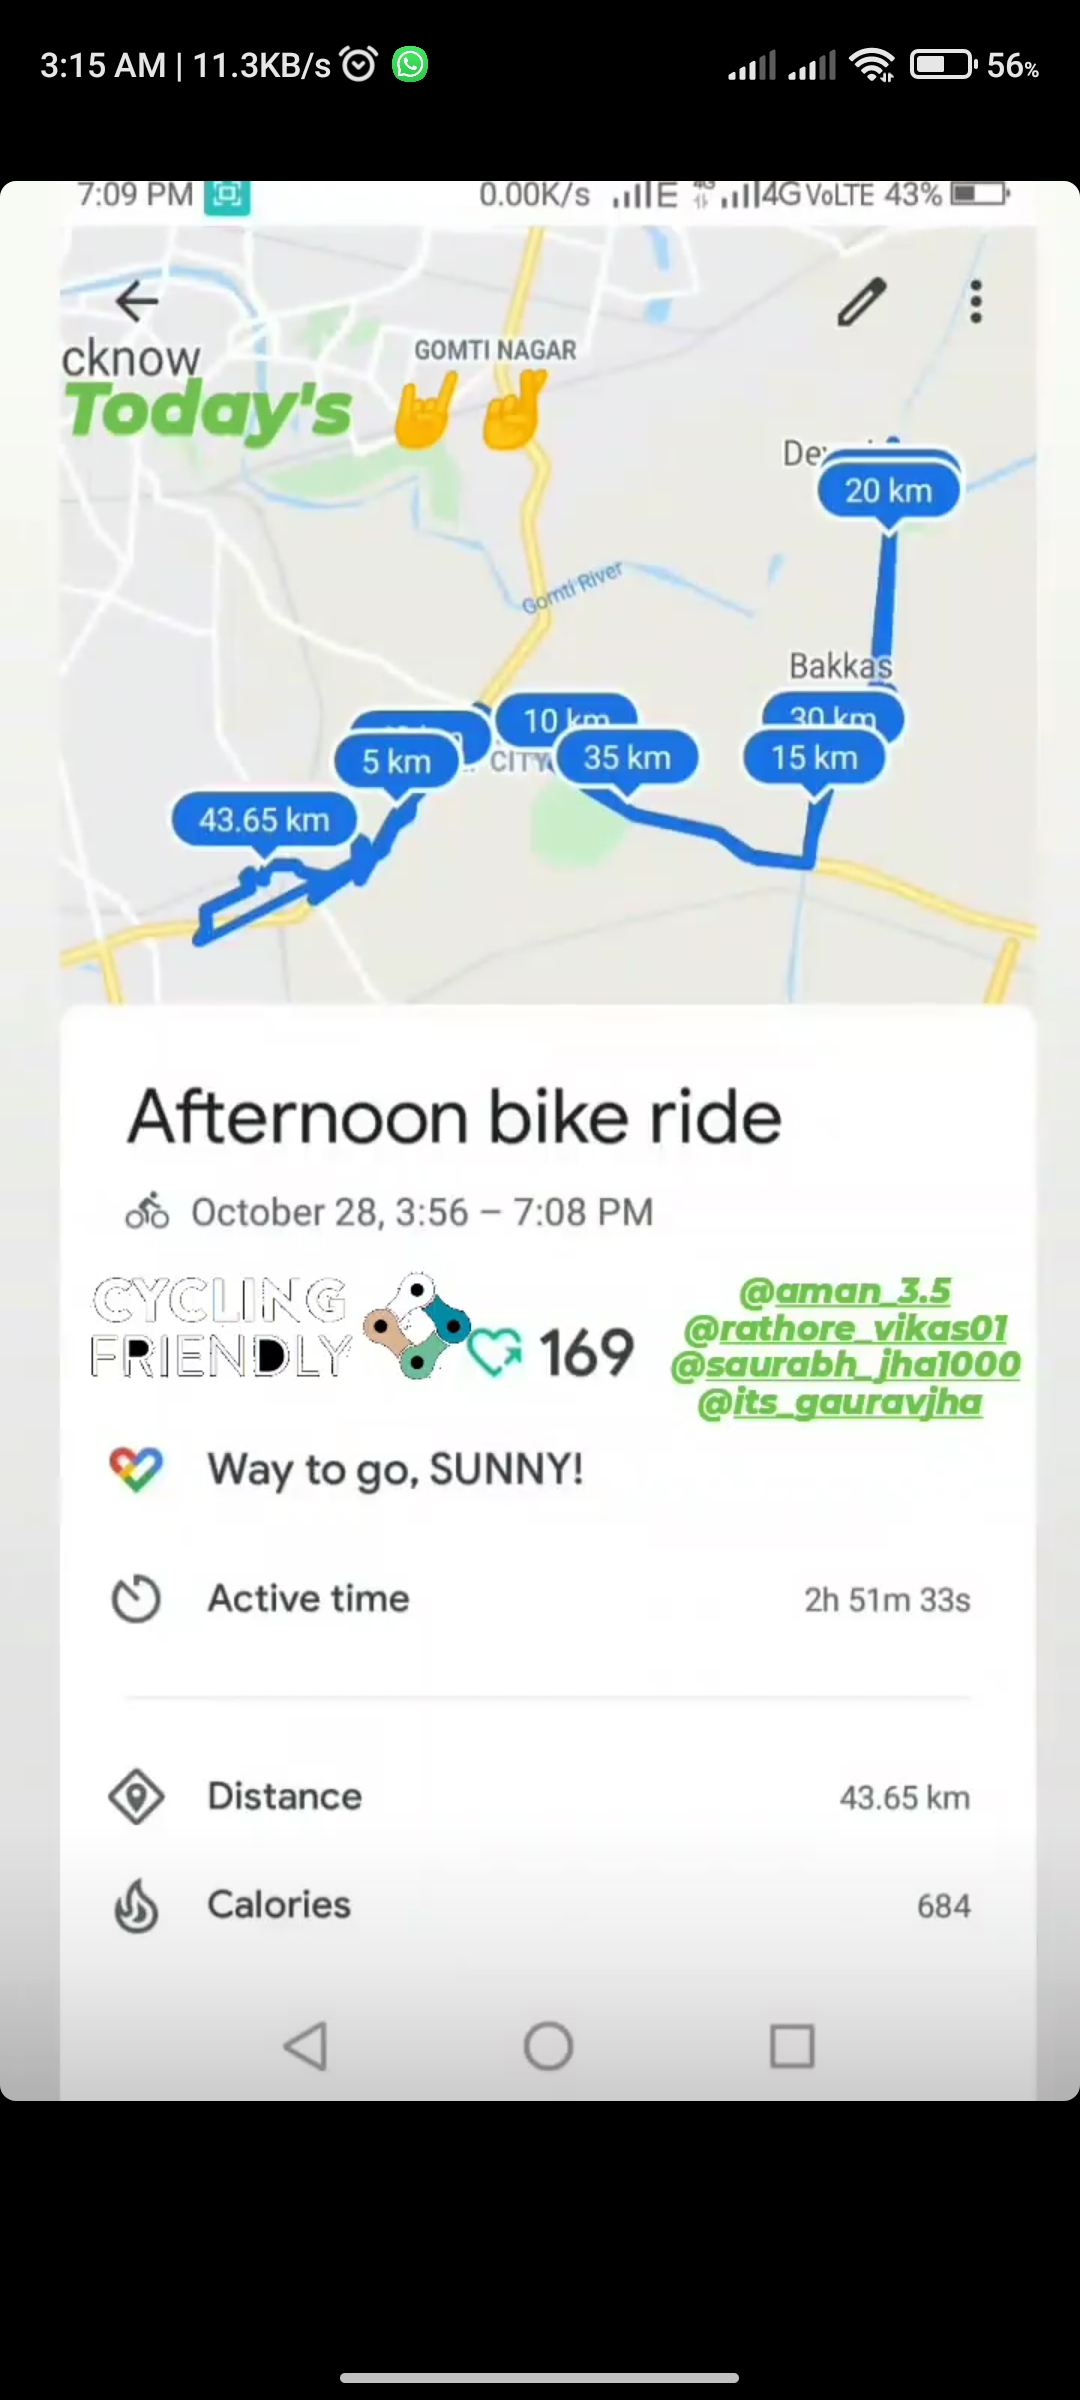 3:15 AM | 11.3KB/s
56%
7:09 PM
0.00K/s E 4G 4G VoLTE 43%
GOMTI NAGAR
cknow
Today's
20 km
Gomti River
Bakkas
10 km
30 km
5 km
CITY
35 km
15 km
43.65 km
Afternoon bike ride
October 28, 3:56 – 7:08 PM
CYCLING
FRIENDLY
169
@aman_3.5
@rathore_vikas01
@saurabh_jha1000
@its_gauravjha
Way to go, SUNNY!
Active time 2h 51m 33s
Distance 43.65 km
Calories 684